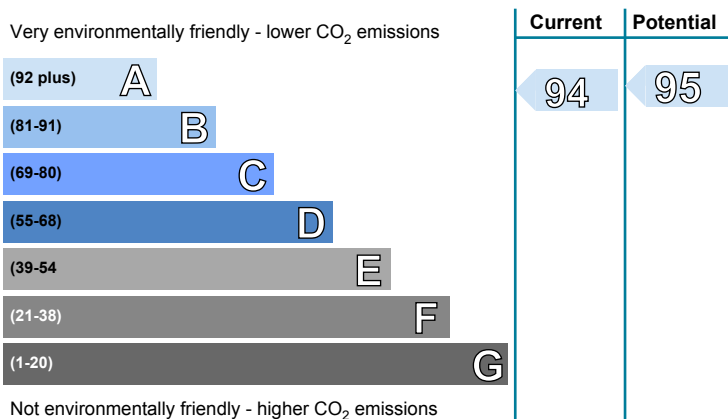 Current Potential
Very environmentally friendly - lower CO2 emissions
(92 plus) A 94 95
(81-91) B
(69-80) C
(55-68) D
(39-54 E
(21-38) F
(1-20) G
Not environmentally friendly - higher CO2 emissions